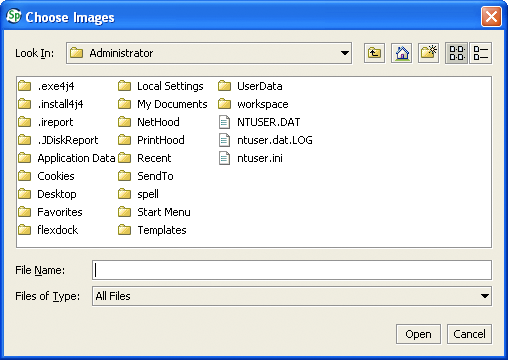 Choose Images
Look In: Administrator
.exe4j4
.install4j4
.ireport
.JDiskReport
Application Data
Cookies
Desktop
Favorites
flexdock
Local Settings
My Documents
NetHood
PrintHood
Recent
SendTo
spell
Start Menu
Templates
UserData
workspace
NTUSER.DAT
ntuser.dat.LOG
ntuser.ini
File Name:
Files of Type: All Files
Open Cancel